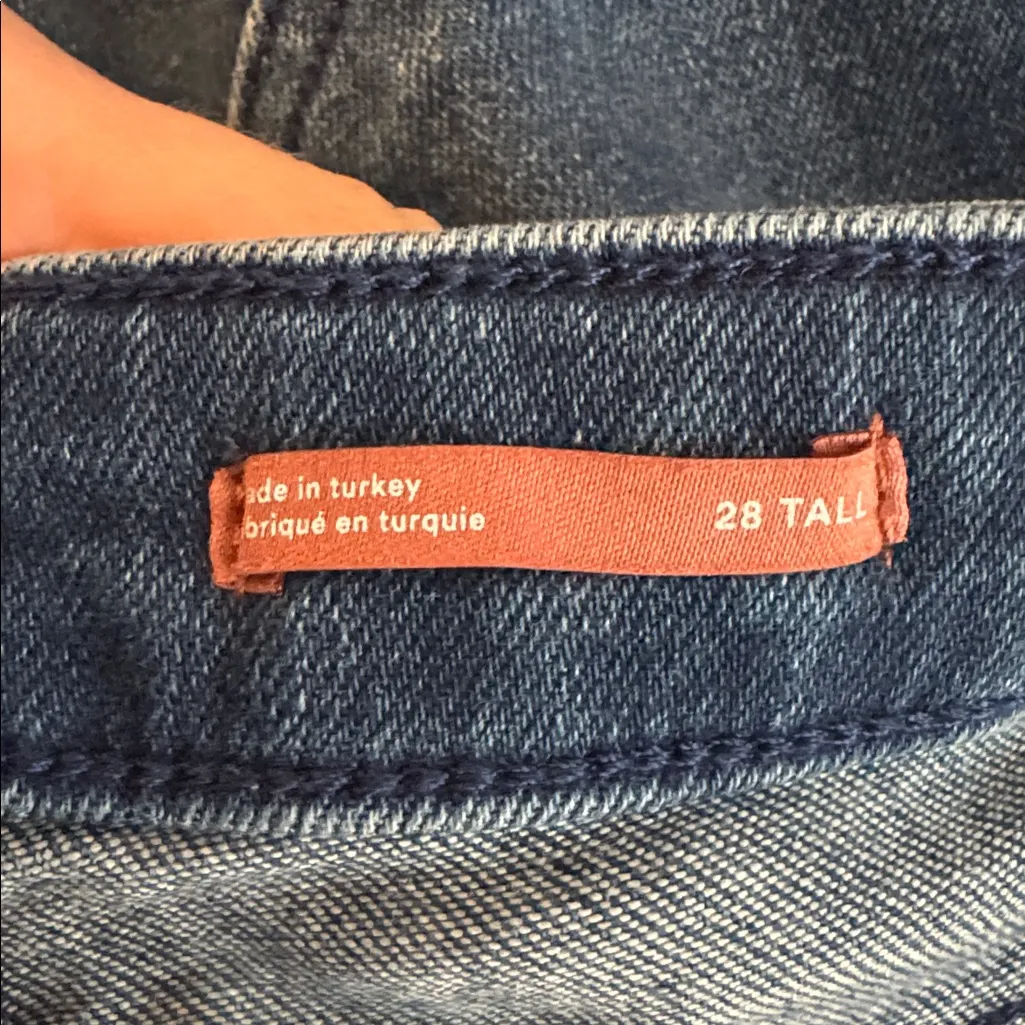 ade in turkey
briqué en turquie
28 TALL